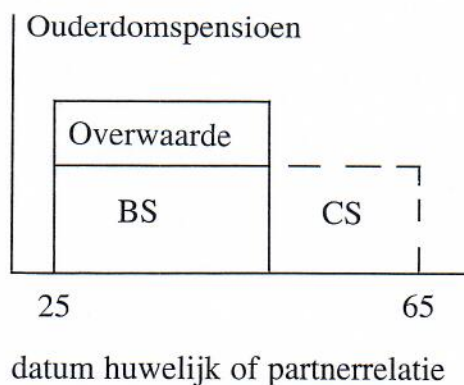 Ouderdomspensioen
Overwaarde
BS CS
25 65
datum huwelijk of partnerrelatie